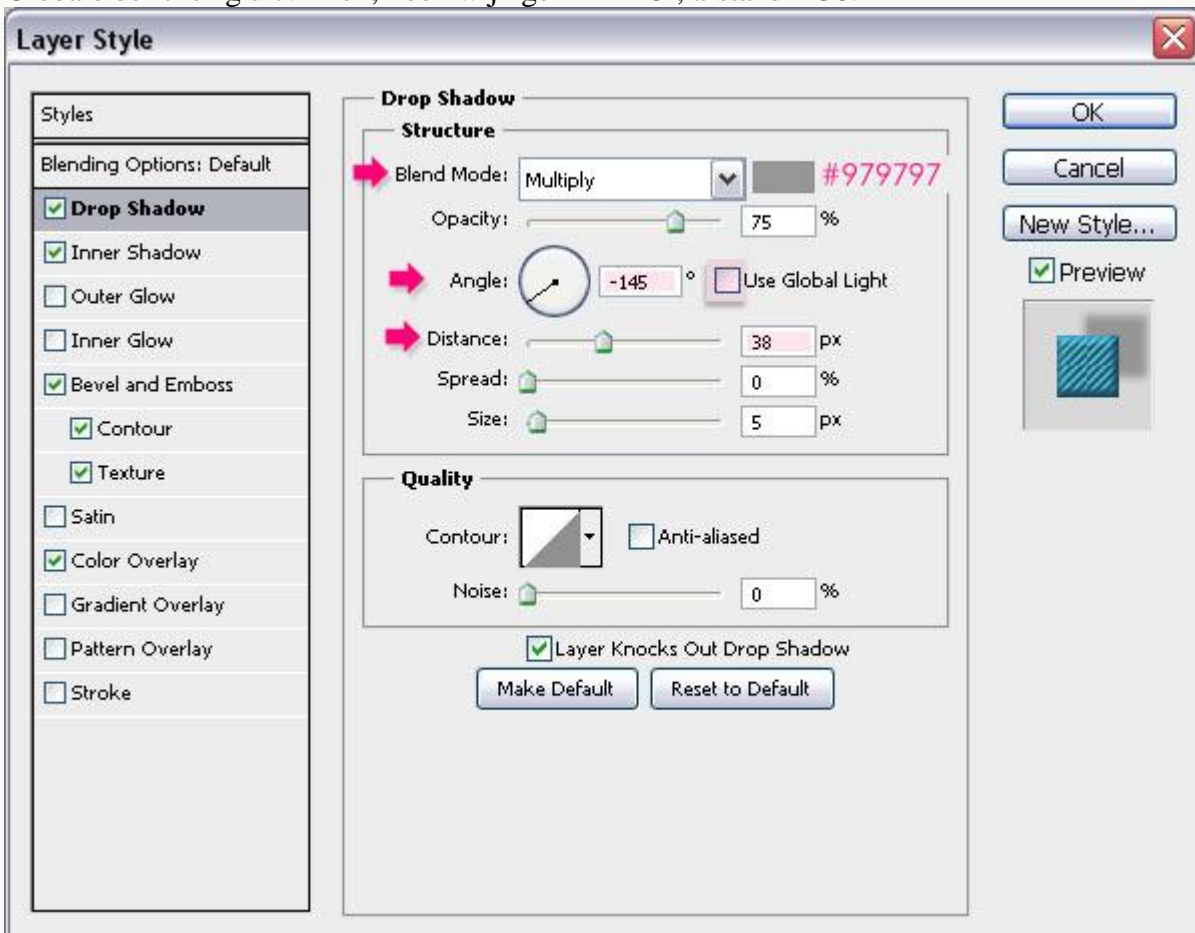 Layer Style
Styles
Blending Options: Default
Drop Shadow
Inner Shadow
Outer Glow
Inner Glow
Bevel and Emboss
Contour
Texture
Satin
Color Overlay
Gradient Overlay
Pattern Overlay
Stroke
Drop Shadow
Structure
Blend Mode: Multiply #979797
Opacity: 75 %
Angle: -145 ° Use Global Light
Distance: 38 px
Spread: 0 %
Size: 5 px
Quality
Contour: Anti-aliased
Noise: 0 %
Layer Knocks Out Drop Shadow
Make Default Reset to Default
OK
Cancel
New Style...
Preview